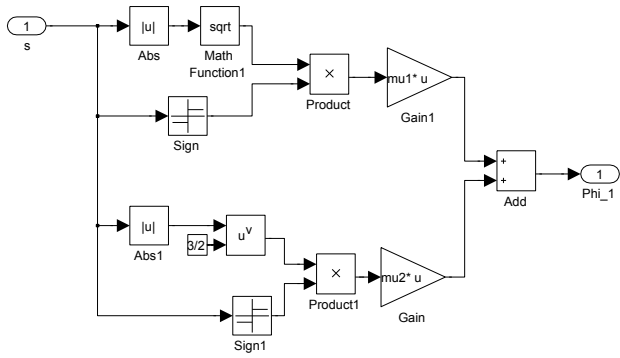 1
s
|u|
Abs
sqrt
Math
Function1
Sign
×
Product
mu1* u
Gain1
+
+
Add
1
Phi_1
|u|
Abs1
3/2
u^v
Sign1
×
Product1
mu2* u
Gain